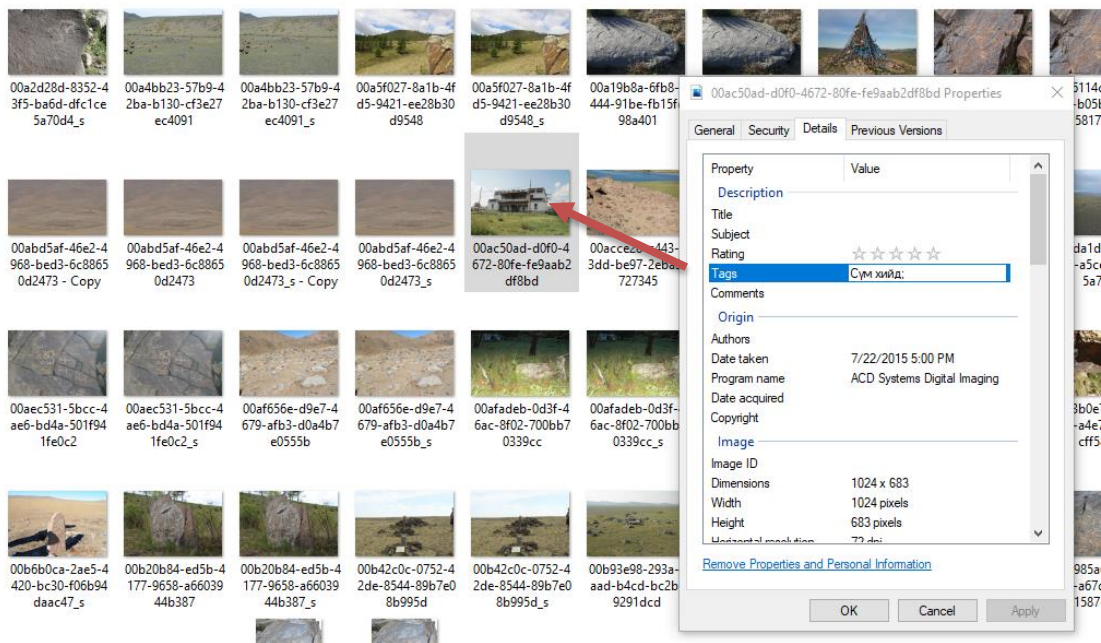 00a2d28d-8352-4
3f5-ba6d-dfc1ce
5a70d4_s
00a4bb23-57b9-4
2ba-b130-cf3e27
ec4091
00a4bb23-57b9-4
2ba-b130-cf3e27
ec4091_s
00a5f027-8a1b-4f
d5-9421-ee28b30
d9548
00a5f027-8a1b-4f
d5-9421-ee28b30
d9548_s
00a19b8a-6fb8-
444-91be-fb15f
98a401
00abd5af-46e2-4
968-bed3-6c8865
0d2473 - Copy
00abd5af-46e2-4
968-bed3-6c8865
0d2473_s - Copy
00abd5af-46e2-4
968-bed3-6c8865
0d2473_s
00ac50ad-d0f0-4
672-80fe-fe9aab2
df8bd
727345
00aec531-5bcc-4
ae6-bd4a-501f94
1fe0c2
00aec531-5bcc-4
ae6-bd4a-501f94
1fe0c2_s
00af656e-d9e7-4
679-afb3-d0a4b7
e0555b
00af656e-d9e7-4
679-afb3-d0a4b7
e0555b_s
00afadeb-0d3f-4
6ac-8f02-700bb7
0339cc
00afadeb-0d3f-
6ac-8f02-700bb
0339cc_s
00b6b0ca-2ae5-4
420-bc30-f06b94
daac47_s
00b20b84-ed5b-4
177-9658-a66039
44b387
00b20b84-ed5b-4
177-9658-a66039
44b387_s
00b42c0c-0752-4
2de-8544-89b7e0
8b995d
00b42c0c-0752-4
2de-8544-89b7e0
8b995d_s
00b93e98-293a-
aad-b4cd-bc2b
9291dcd
00ac50ad-d0f0-4672-80fe-fe9aab2df8bd Properties
General Security Details Previous Versions
Property Value
Description
Title
Subject
Rating
Tags Сүм хийд;
Comments
Origin
Authors
Date taken 7/22/2015 5:00 PM
Program name ACD Systems Digital Imaging
Date acquired
Copyright
Image
Image ID
Dimensions 1024 x 683
Width 1024 pixels
Height 683 pixels
Horizontal resolution 72 dpi
Remove Properties and Personal Information
OK Cancel Apply